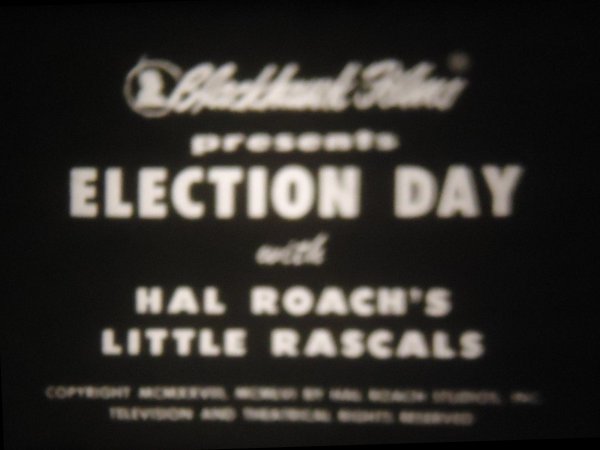 Blackhawk Films
presents
ELECTION DAY
with
HAL ROACH'S
LITTLE RASCALS
COPYRIGHT BY HAL ROACH STUDIOS, INC.
TELEVISION AND THEATRICAL RIGHTS RESERVED